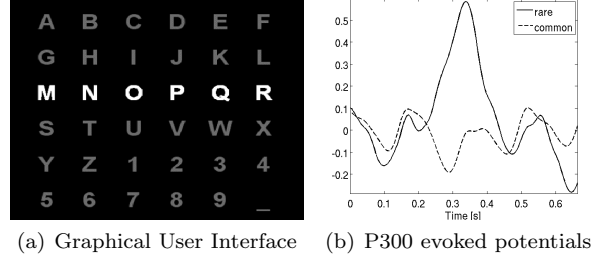 A B C D E F
G H I J K L
M N O P Q R
S T U V W X
Y Z 1 2 3 4
5 6 7 8 9 _
(a) Graphical User Interface
rare
common
0.5
0.4
0.3
0.2
0.1
0
-0.1
-0.2
0 0.1 0.2 0.3 0.4 0.5 0.6
Time [s]
(b) P300 evoked potentials